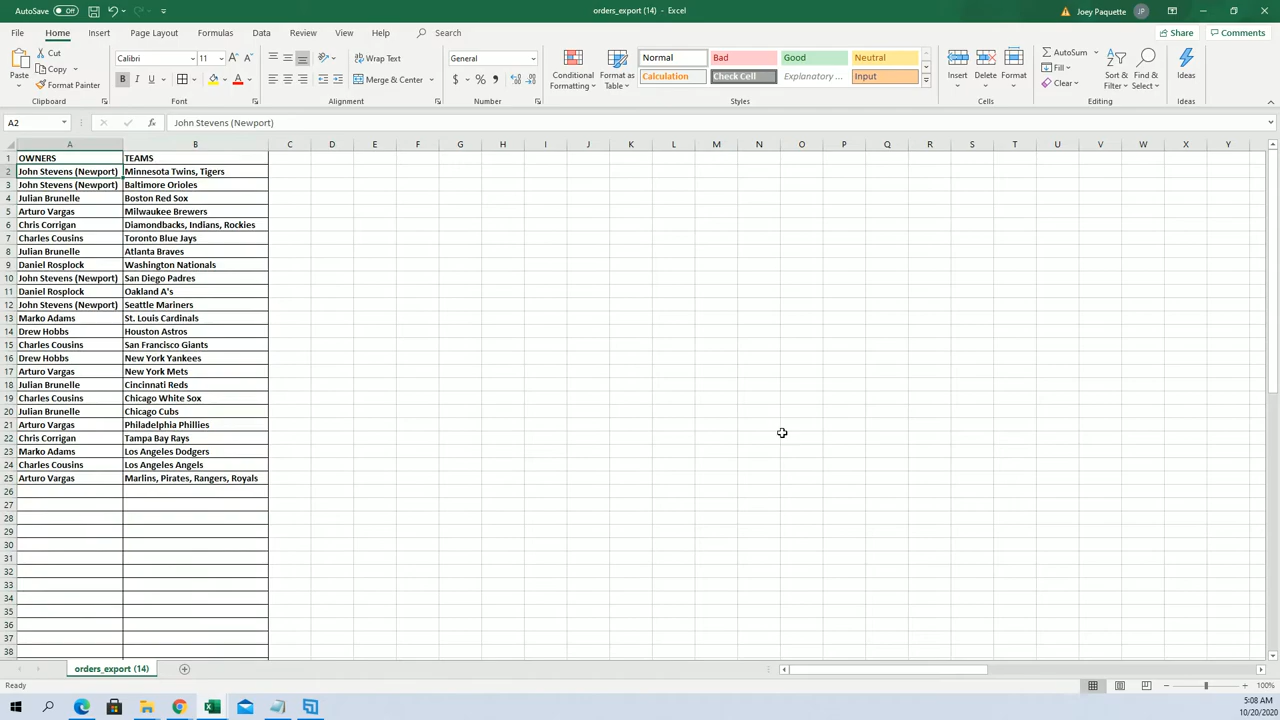 AutoSave Off orders_export (14) - Excel Joey Paquette JP
File Home Insert Page Layout Formulas Data Review View Help Search Share Comments
Cut Calibri 11 Wrap Text General Normal Bad Good Neutral AutoSum
Copy Fill
Paste Format Painter B I U Merge & Center $ % Conditional Formatting Format as Table Calculation Check Cell Explanatory ... Input Insert Delete Format Clear Sort & Filter Find & Select Ideas
Clipboard Font Alignment Number Styles Cells Editing Ideas
A2 fx John Stevens (Newport)
A B C D E F G H I J K L M N O P Q R S T U V W X Y
1 OWNERS TEAMS
2 John Stevens (Newport) Minnesota Twins, Tigers
3 John Stevens (Newport) Baltimore Orioles
4 Julian Brunelle Boston Red Sox
5 Arturo Vargas Milwaukee Brewers
6 Chris Corrigan Diamondbacks, Indians, Rockies
7 Charles Cousins Toronto Blue Jays
8 Julian Brunelle Atlanta Braves
9 Daniel Rosplock Washington Nationals
10 John Stevens (Newport) San Diego Padres
11 Daniel Rosplock Oakland A's
12 John Stevens (Newport) Seattle Mariners
13 Marko Adams St. Louis Cardinals
14 Drew Hobbs Houston Astros
15 Charles Cousins San Francisco Giants
16 Drew Hobbs New York Yankees
17 Arturo Vargas New York Mets
18 Julian Brunelle Cincinnati Reds
19 Charles Cousins Chicago White Sox
20 Julian Brunelle Chicago Cubs
21 Arturo Vargas Philadelphia Phillies
22 Chris Corrigan Tampa Bay Rays
23 Marko Adams Los Angeles Dodgers
24 Charles Cousins Los Angeles Angels
25 Arturo Vargas Marlins, Pirates, Rangers, Royals
26
27
28
29
30
31
32
33
34
35
36
37
38
orders_export (14)
Ready 100%
5:08 AM
10/20/2020